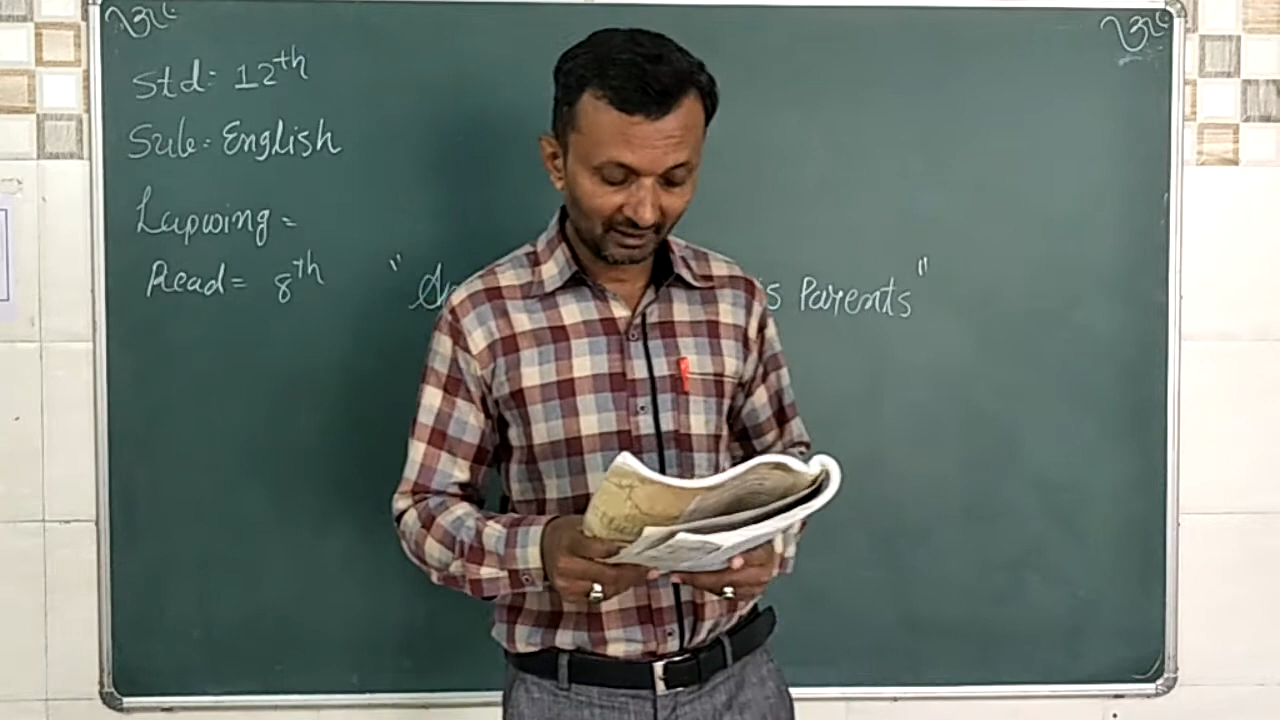 ૐ
ૐ
Std: 12th
Sub: English
Lapwing =
Read = 8th
" s Parents "